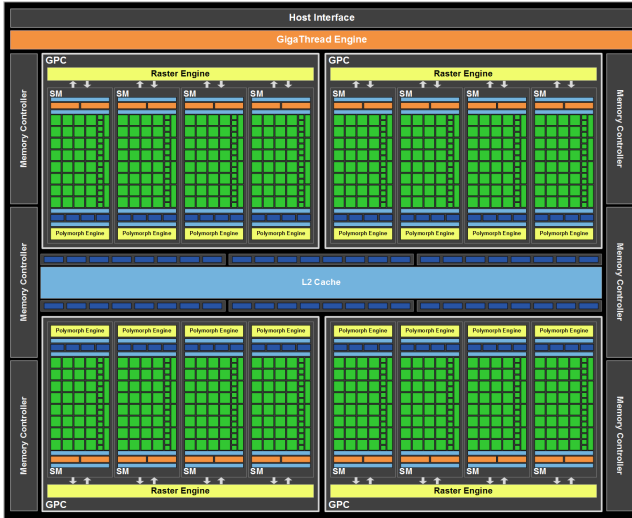 Host Interface
GigaThread Engine
GPC
GPC
Raster Engine
Raster Engine
SM
SM
SM
SM
SM
SM
SM
SM
Polymorph Engine
Polymorph Engine
Polymorph Engine
Polymorph Engine
Polymorph Engine
Polymorph Engine
Polymorph Engine
Polymorph Engine
Memory Controller
Memory Controller
Memory Controller
L2 Cache
Memory Controller
Polymorph Engine
Polymorph Engine
Polymorph Engine
Polymorph Engine
Polymorph Engine
Polymorph Engine
Polymorph Engine
Polymorph Engine
Memory Controller
Memory Controller
SM
SM
SM
SM
SM
SM
SM
SM
Raster Engine
Raster Engine
GPC
GPC